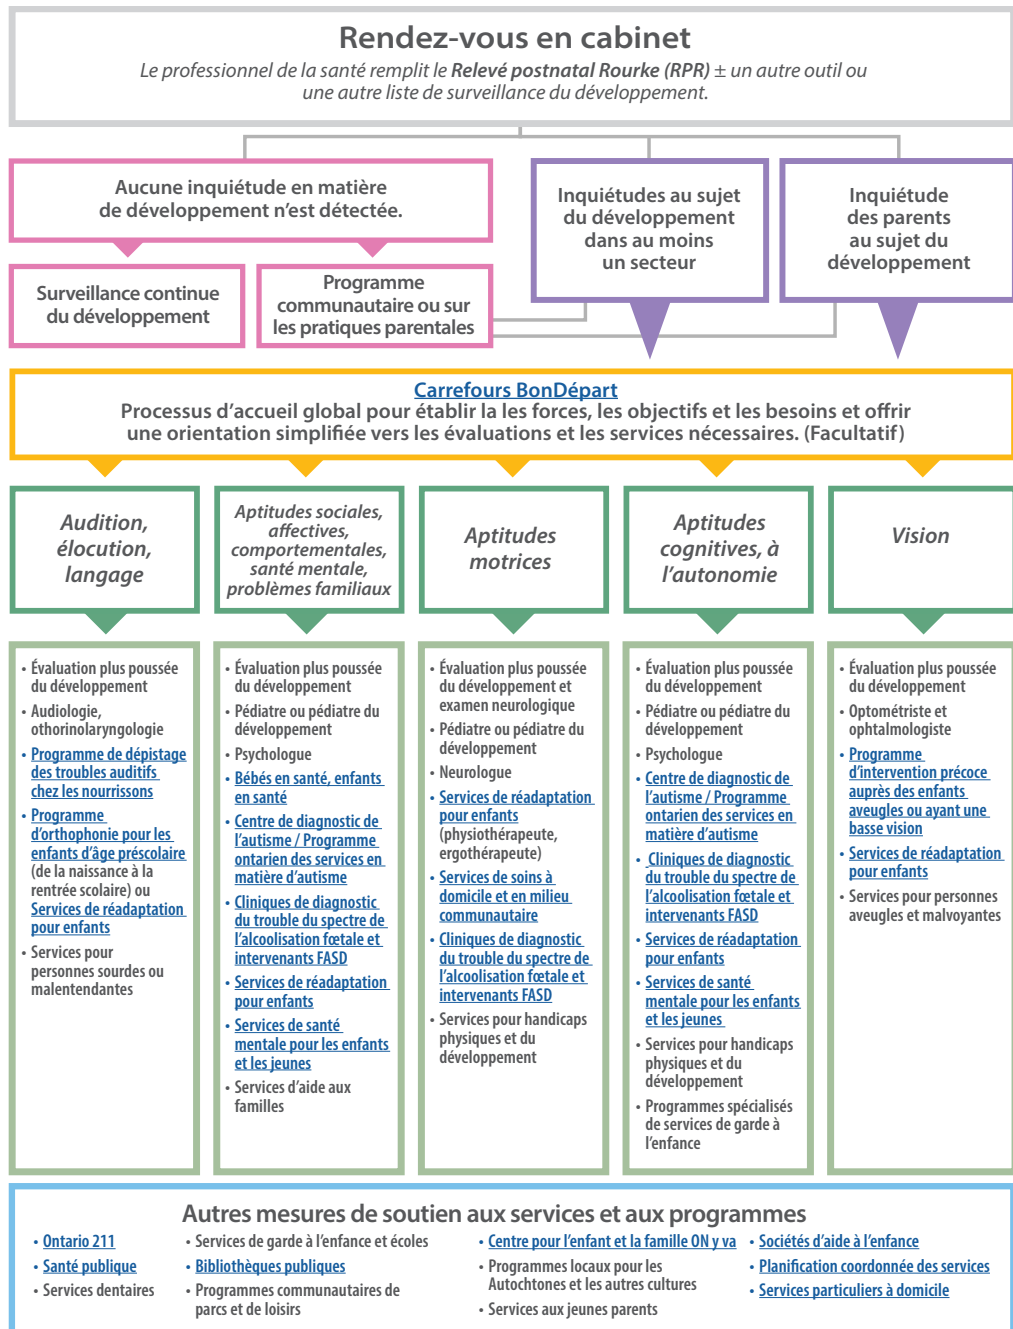 Rendez-vous en cabinet
Le professionnel de la santé remplit le Relevé postnatal Rourke (RPR) ± un autre outil ou
une autre liste de surveillance du développement.
Aucune inquiétude en matière
de développement n'est détectée.
Inquiétudes au sujet
du développement
dans au moins
un secteur
Inquiétude
des parents
au sujet du
développement
Surveillance continue
du développement
Programme
communautaire ou sur
les pratiques parentales
Carrefours BonDépart
Processus d'accueil global pour établir la les forces, les objectifs et les besoins et offrir
une orientation simplifiée vers les évaluations et les services nécessaires. (Facultatif)
Audition,
élocution,
langage
Aptitudes sociales,
affectives,
comportementales,
santé mentale,
problèmes familiaux
Aptitudes
motrices
Aptitudes
cognitives, à
l'autonomie
Vision
• Évaluation plus poussée
du développement
• Audiologie,
othorinolaryngologie
• Programme de dépistage
des troubles auditifs
chez les nourrissons
• Programme
d'orthophonie pour les
enfants d'âge préscolaire
(de la naissance à la
rentrée scolaire) ou
Services de réadaptation
pour enfants
• Services pour
personnes sourdes ou
malentendantes
• Évaluation plus poussée
du développement
• Pédiatre ou pédiatre du
développement
• Psychologue
• Bébés en santé, enfants
en santé
• Centre de diagnostic de
l'autisme / Programme
ontarien des services en
matière d'autisme
• Cliniques de diagnostic
du trouble du spectre de
l'alcoolisation fœtale et
intervenants FASD
• Services de réadaptation
pour enfants
• Services de santé
mentale pour les enfants
et les jeunes
• Services d'aide aux
familles
• Évaluation plus poussée
du développement et
examen neurologique
• Pédiatre ou pédiatre du
développement
• Neurologue
• Services de réadaptation
pour enfants
(physiothérapeute,
ergothérapeute)
• Services de soins à
domicile et en milieu
communautaire
• Cliniques de diagnostic
du trouble du spectre de
l'alcoolisation fœtale et
intervenants FASD
• Services pour handicaps
physiques et du
développement
• Évaluation plus poussée
du développement
• Pédiatre ou pédiatre du
développement
• Psychologue
• Centre de diagnostic de
l'autisme / Programme
ontarien des services en
matière d'autisme
• Cliniques de diagnostic
du trouble du spectre de
l'alcoolisation fœtale et
intervenants FASD
• Services de réadaptation
pour enfants
• Services de santé
mentale pour les enfants
et les jeunes
• Services pour handicaps
physiques et du
développement
• Programmes spécialisés
de services de garde à
l'enfance
• Évaluation plus poussée
du développement
• Optométriste et
ophtalmologiste
• Programme
d'intervention précoce
auprès des enfants
aveugles ou ayant une
basse vision
• Services de réadaptation
pour enfants
• Services pour personnes
aveugles et malvoyantes
Autres mesures de soutien aux services et aux programmes
• Ontario 211
• Santé publique
• Services dentaires
• Services de garde à l'enfance et écoles
• Bibliothèques publiques
• Programmes communautaires de
parcs et de loisirs
• Centre pour l'enfant et la famille ON y va
• Programmes locaux pour les
Autochtones et les autres cultures
• Services aux jeunes parents
• Sociétés d'aide à l'enfance
• Planification coordonnée des services
• Services particuliers à domicile